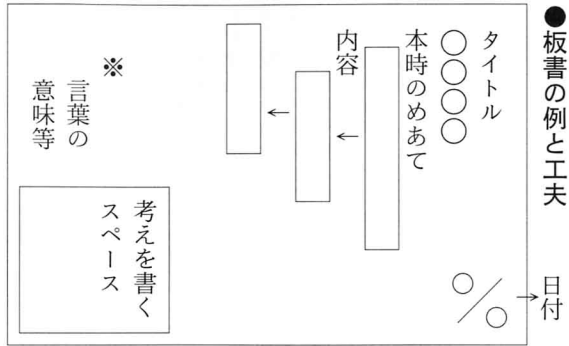 ●板書の例と工夫
日付
○／○
タイトル
○○○○
本時のめあて
内容
※
言葉の
意味等
考えを書く
スペース